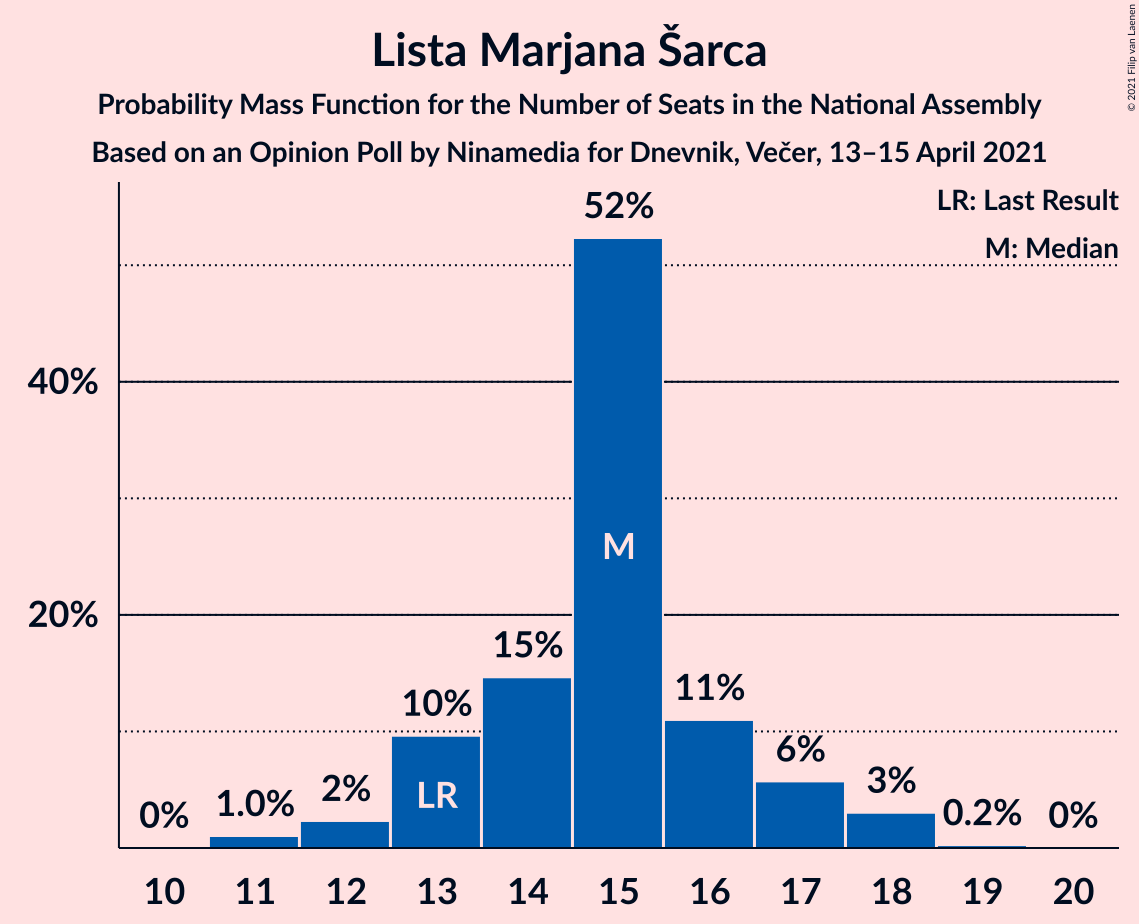 Lista Marjana Šarca
Probability Mass Function for the Number of Seats in the National Assembly
Based on an Opinion Poll by Ninamedia for Dnevnik, Večer, 13–15 April 2021
© 2021 Filip van Laenen
LR: Last Result
M: Median
52%
40%
M
20%
15%
11%
10%
6%
3%
2%
LR
1.0%
0.2%
0%
0%
10 11 12 13 14 15 16 17 18 19 20